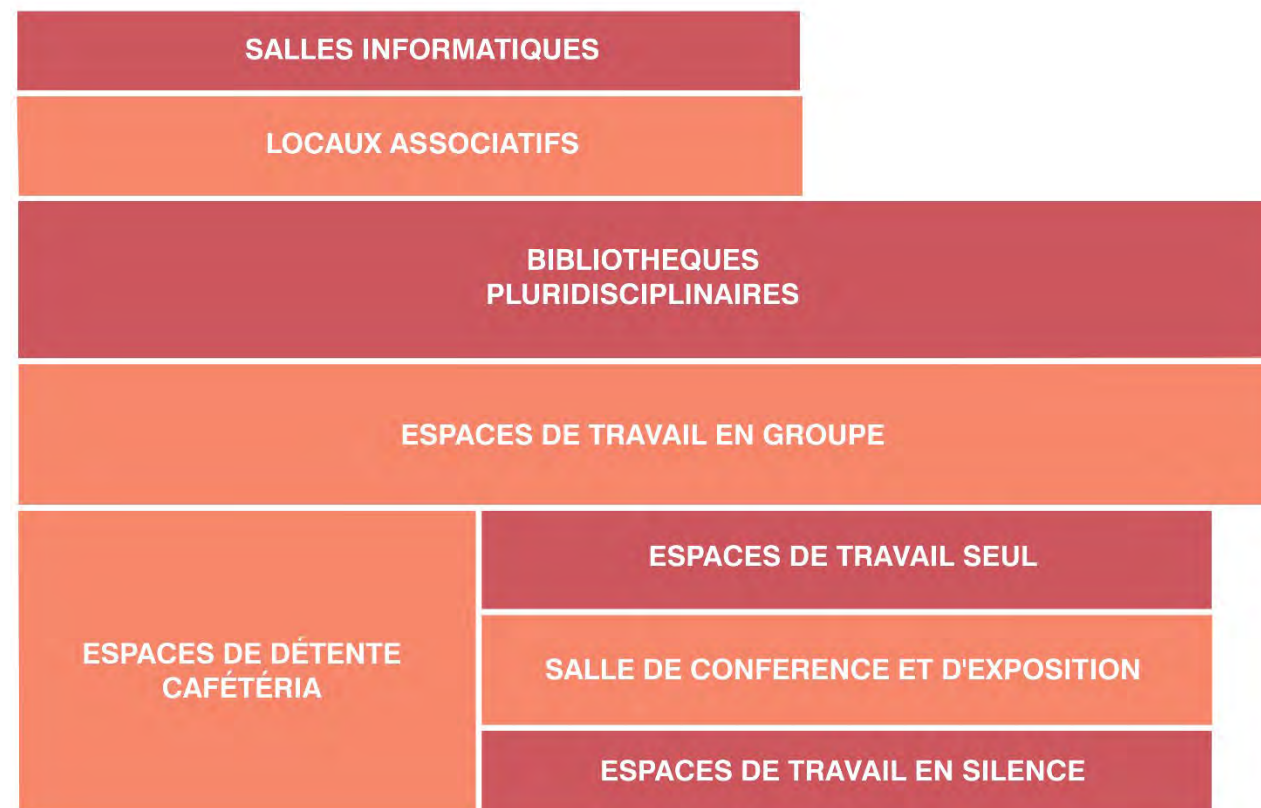 SALLES INFORMATIQUES
LOCAUX ASSOCIATIFS
BIBLIOTHEQUES
PLURIDISCIPLINAIRES
ESPACES DE TRAVAIL EN GROUPE
ESPACES DE DÉTENTE
CAFÉTÉRIA
ESPACES DE TRAVAIL SEUL
SALLE DE CONFERENCE ET D'EXPOSITION
ESPACES DE TRAVAIL EN SILENCE